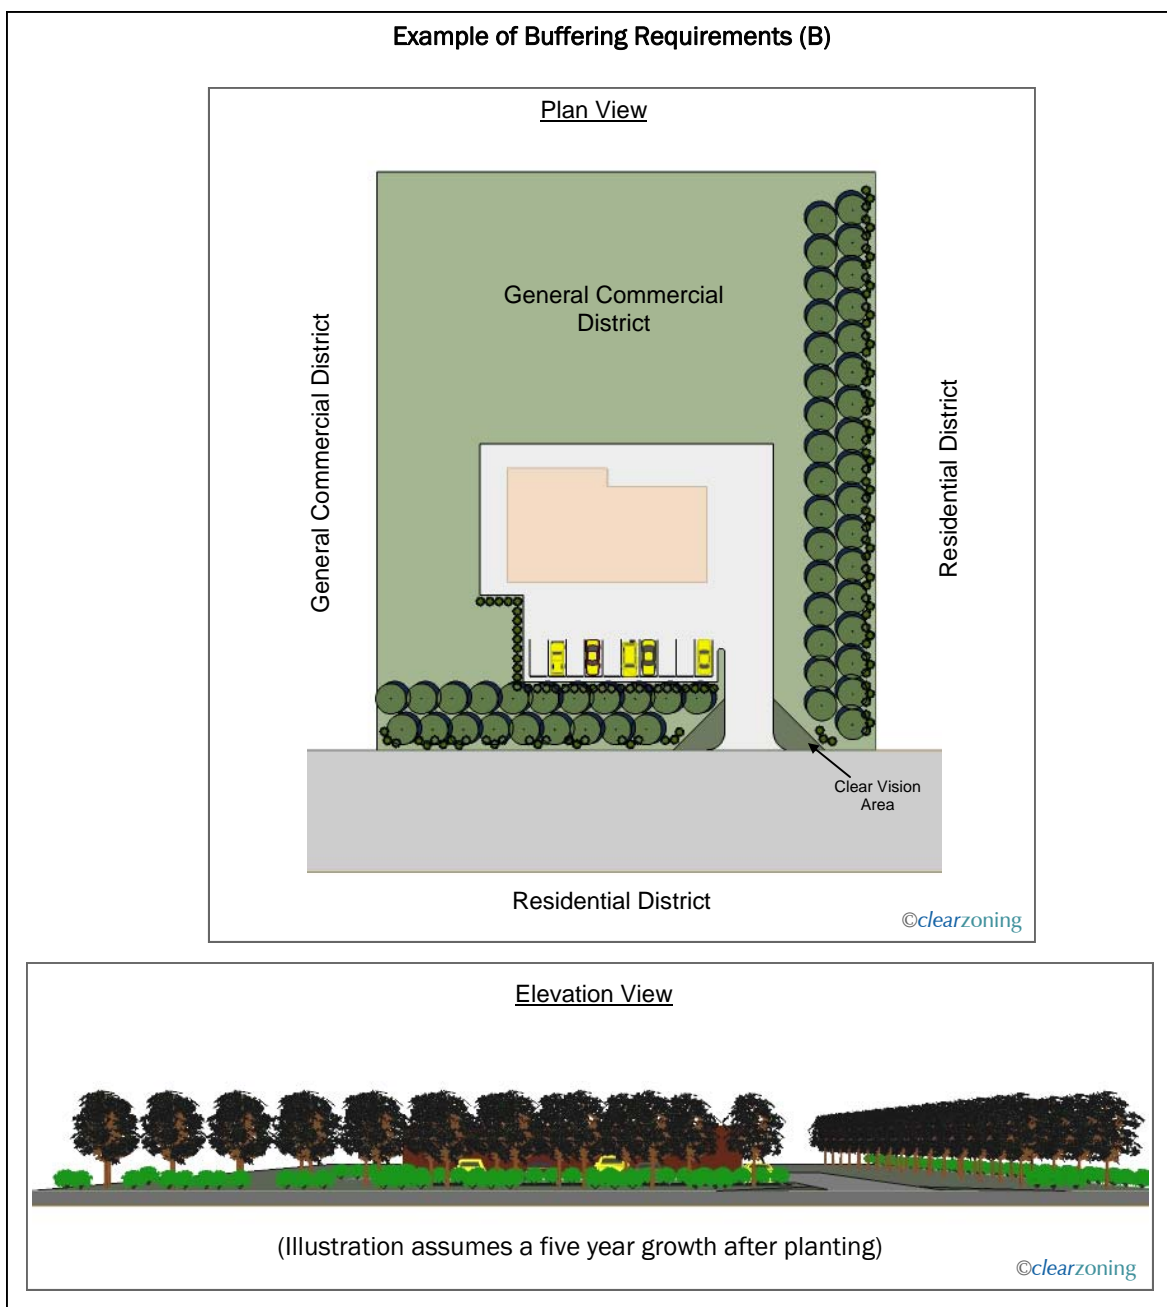 Example of Buffering Requirements (B)
Plan View
General Commercial
District
General Commercial District
Residential District
Clear Vision
Area
Residential District
©clearzoning
Elevation View
(Illustration assumes a five year growth after planting)
©clearzoning